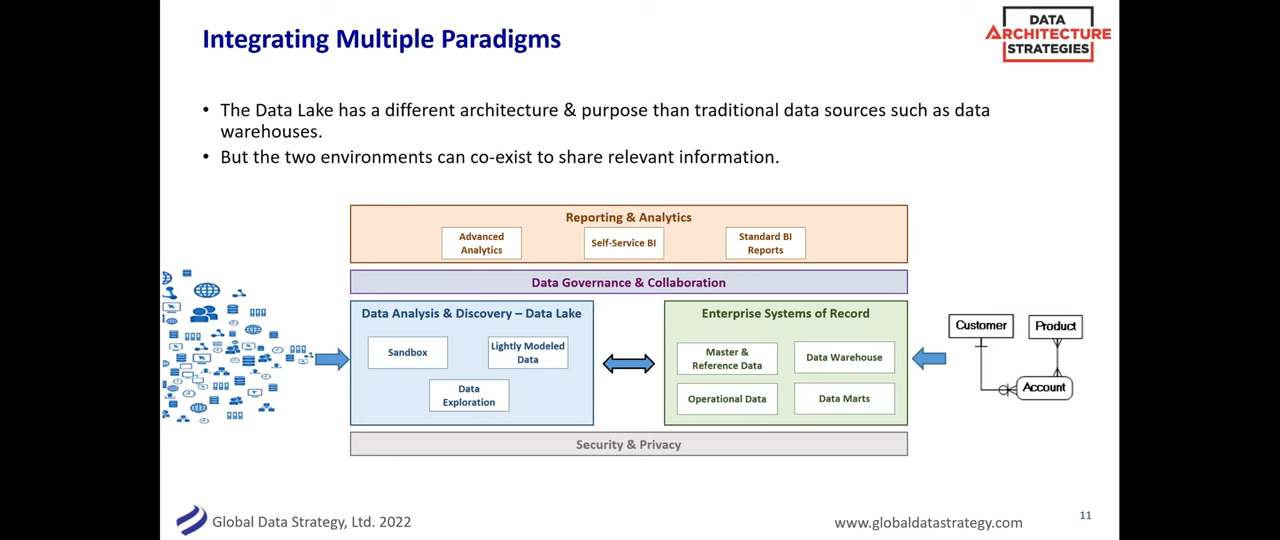 Integrating Multiple Paradigms
DATA
ARCHITECTURE
STRATEGIES
• The Data Lake has a different architecture & purpose than traditional data sources such as data
warehouses.
• But the two environments can co-exist to share relevant information.
Reporting & Analytics
Advanced
Analytics
Self-Service BI
Standard BI
Reports
Data Governance & Collaboration
Data Analysis & Discovery – Data Lake
Sandbox
Lightly Modeled
Data
Data
Exploration
Enterprise Systems of Record
Master &
Reference Data
Data Warehouse
Operational Data
Data Marts
Customer
Product
Account
Security & Privacy
Global Data Strategy, Ltd. 2022
www.globaldatastrategy.com
11